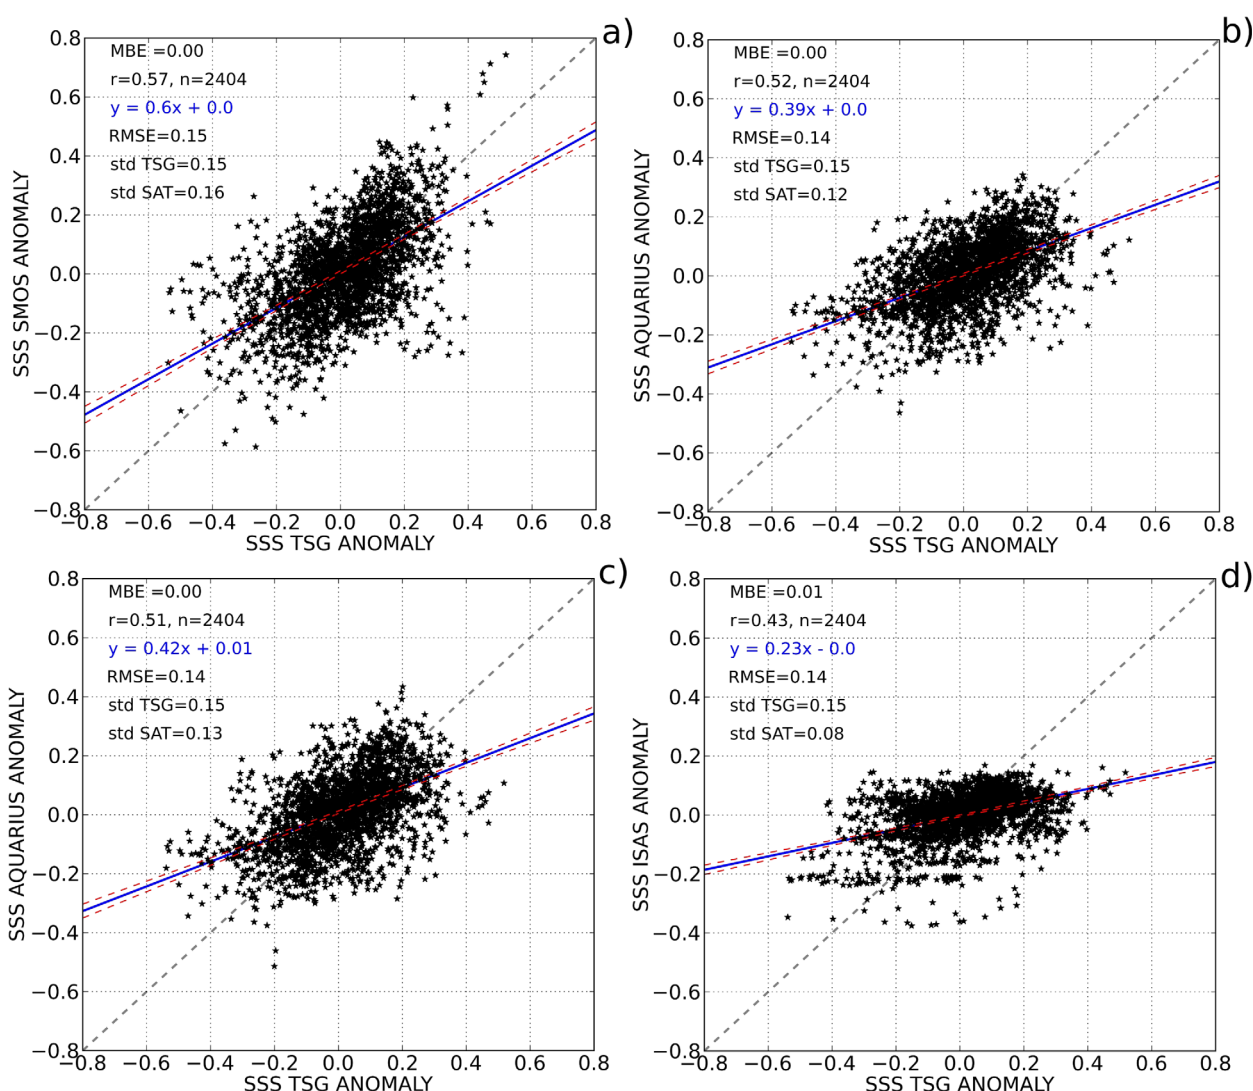 a)
MBE =0.00
r=0.57, n=2404
y = 0.6x + 0.0
RMSE=0.15
std TSG=0.15
std SAT=0.16
SSS SMOS ANOMALY
0.8
0.6
0.4
0.2
0.0
−0.2
−0.4
−0.6
−0.8
−0.8 −0.6 −0.4 −0.2 0.0 0.2 0.4 0.6 0.8
SSS TSG ANOMALY
b)
MBE =0.00
r=0.52, n=2404
y = 0.39x + 0.0
RMSE=0.14
std TSG=0.15
std SAT=0.12
SSS AQUARIUS ANOMALY
0.8
0.6
0.4
0.2
0.0
−0.2
−0.4
−0.6
−0.8
−0.8 −0.6 −0.4 −0.2 0.0 0.2 0.4 0.6 0.8
SSS TSG ANOMALY
c)
MBE =0.00
r=0.51, n=2404
y = 0.42x + 0.01
RMSE=0.14
std TSG=0.15
std SAT=0.13
SSS AQUARIUS ANOMALY
0.8
0.6
0.4
0.2
0.0
−0.2
−0.4
−0.6
−0.8
−0.8 −0.6 −0.4 −0.2 0.0 0.2 0.4 0.6 0.8
SSS TSG ANOMALY
d)
MBE =0.01
r=0.43, n=2404
y = 0.23x - 0.0
RMSE=0.14
std TSG=0.15
std SAT=0.08
SSS ISAS ANOMALY
0.8
0.6
0.4
0.2
0.0
−0.2
−0.4
−0.6
−0.8
−0.8 −0.6 −0.4 −0.2 0.0 0.2 0.4 0.6 0.8
SSS TSG ANOMALY